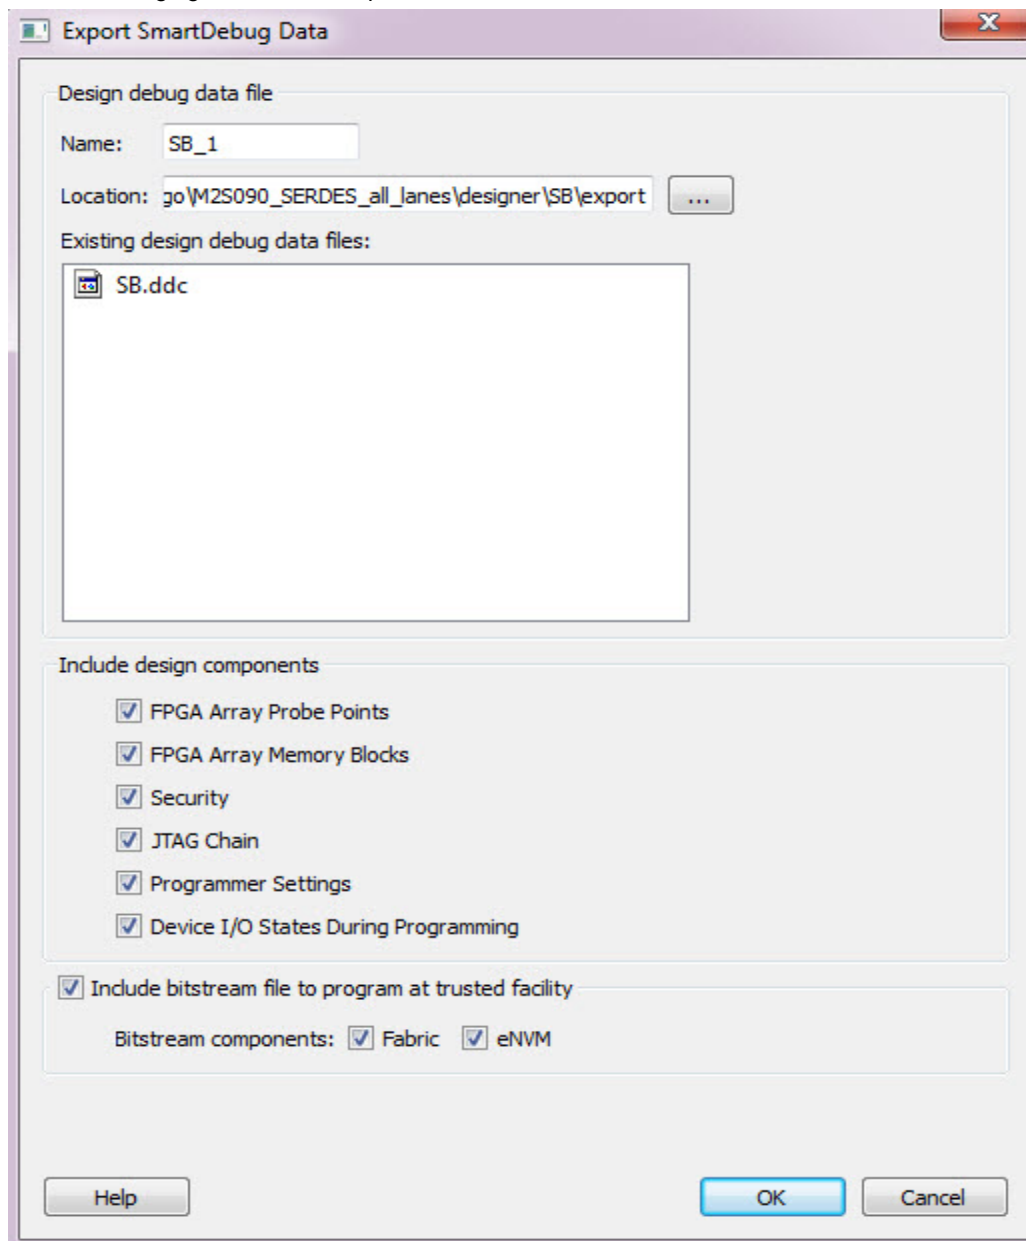 Export SmartDebug Data
Design debug data file
Name: SB_1
Location: go\M2S090_SERDES_all_lanes\designer\SB\export ...
Existing design debug data files:
SB.ddc
Include design components
FPGA Array Probe Points
FPGA Array Memory Blocks
Security
JTAG Chain
Programmer Settings
Device I/O States During Programming
Include bitstream file to program at trusted facility
Bitstream components: Fabric eNVM
Help OK Cancel